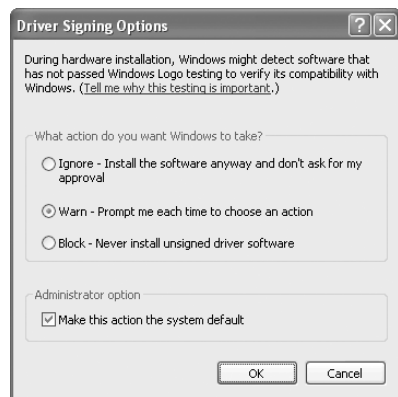 Driver Signing Options
During hardware installation, Windows might detect software that
has not passed Windows Logo testing to verify its compatibility with
Windows. (Tell me why this testing is important.)
What action do you want Windows to take?
Ignore - Install the software anyway and don't ask for my
approval
Warn - Prompt me each time to choose an action
Block - Never install unsigned driver software
Administrator option
Make this action the system default
OK Cancel